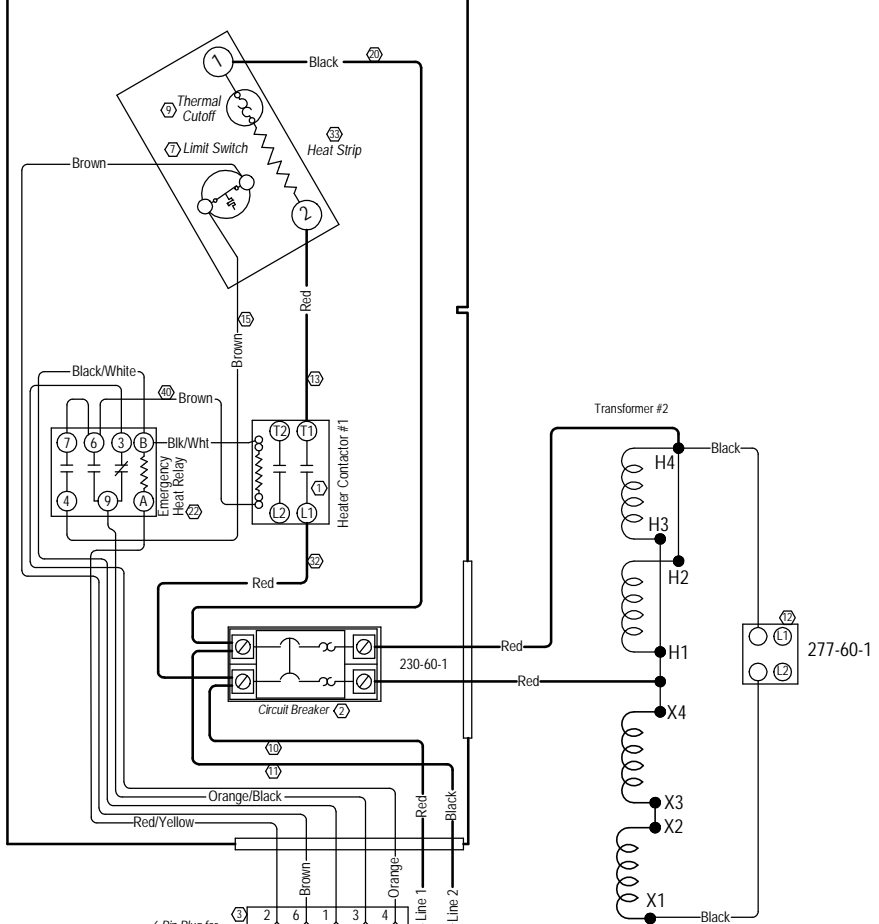 1
Black
20
9
Thermal
Cutoff
33
Heat Strip
7
Limit Switch
Brown
2
Red
15
Brown
13
Black/White
40
Brown
Transformer #2
7
6
3
B
Blk/Wht
T2
T1
Heater Contactor #1
1
4
9
A
Emergency
Heat Relay
22
L2
L1
H4
Black
H3
H2
32
Red
12
L1
L2
277-60-1
Red
230-60-1
H1
Red
Circuit Breaker
2
X4
10
11
Red
Black
Orange/Black
X3
X2
Red/Yellow
Brown
Orange
Line 1
Line 2
X1
Black
3
2
6
1
3
4
6-Pin Plug for